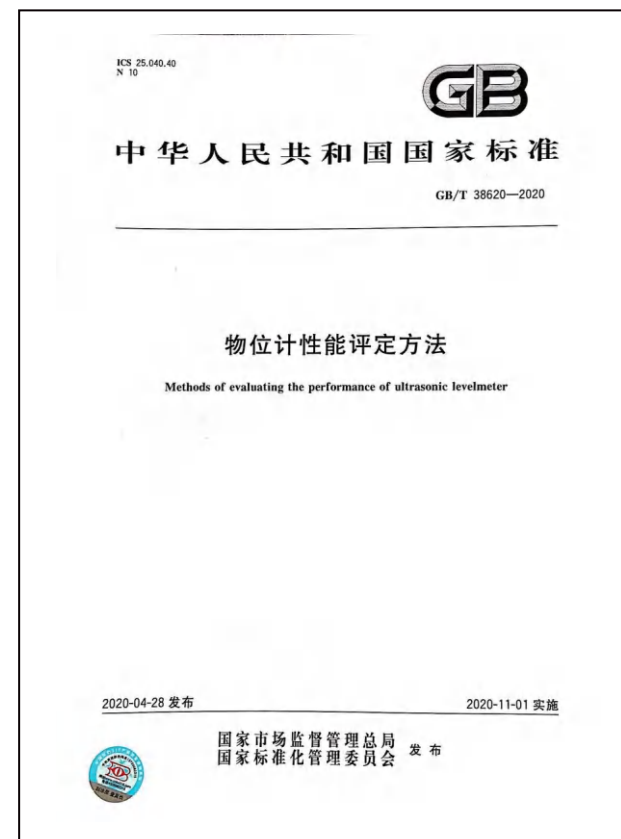 ICS 25.040.40
N 10
GB
中华人民共和国国家标准
GB/T 38620—2020
物位计性能评定方法
Methods of evaluating the performance of ultrasonic levelmeter
2020-04-28 发布
2020-11-01 实施
国家市场监督管理总局
国家标准化管理委员会
发布